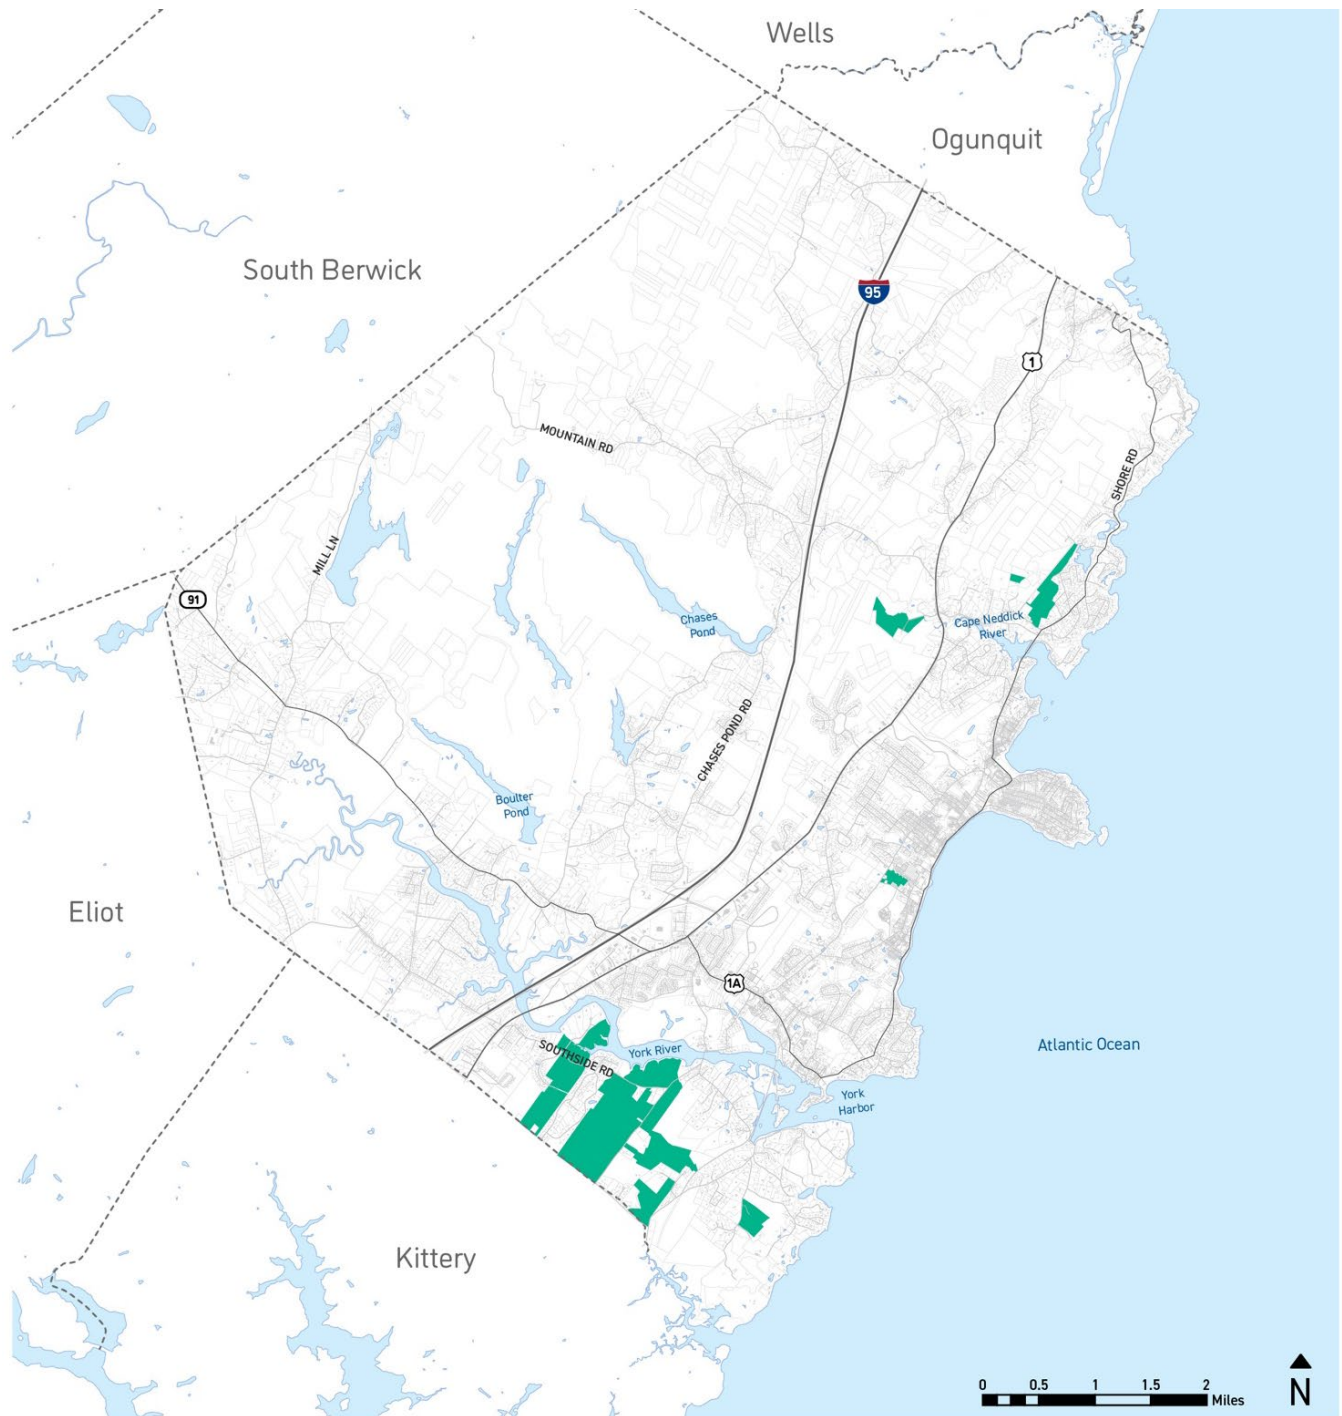 Wells
Ogunquit
South Berwick
95
1
MOUNTAIN RD
SHORE RD
MILL LN
91
Chases
Pond
Cape Neddick
River
CHASES POND RD
Boulter
Pond
Eliot
1A
SOUTHSIDE RD
York River
Atlantic Ocean
York
Harbor
Kittery
0 0.5 1 1.5 2
Miles
N